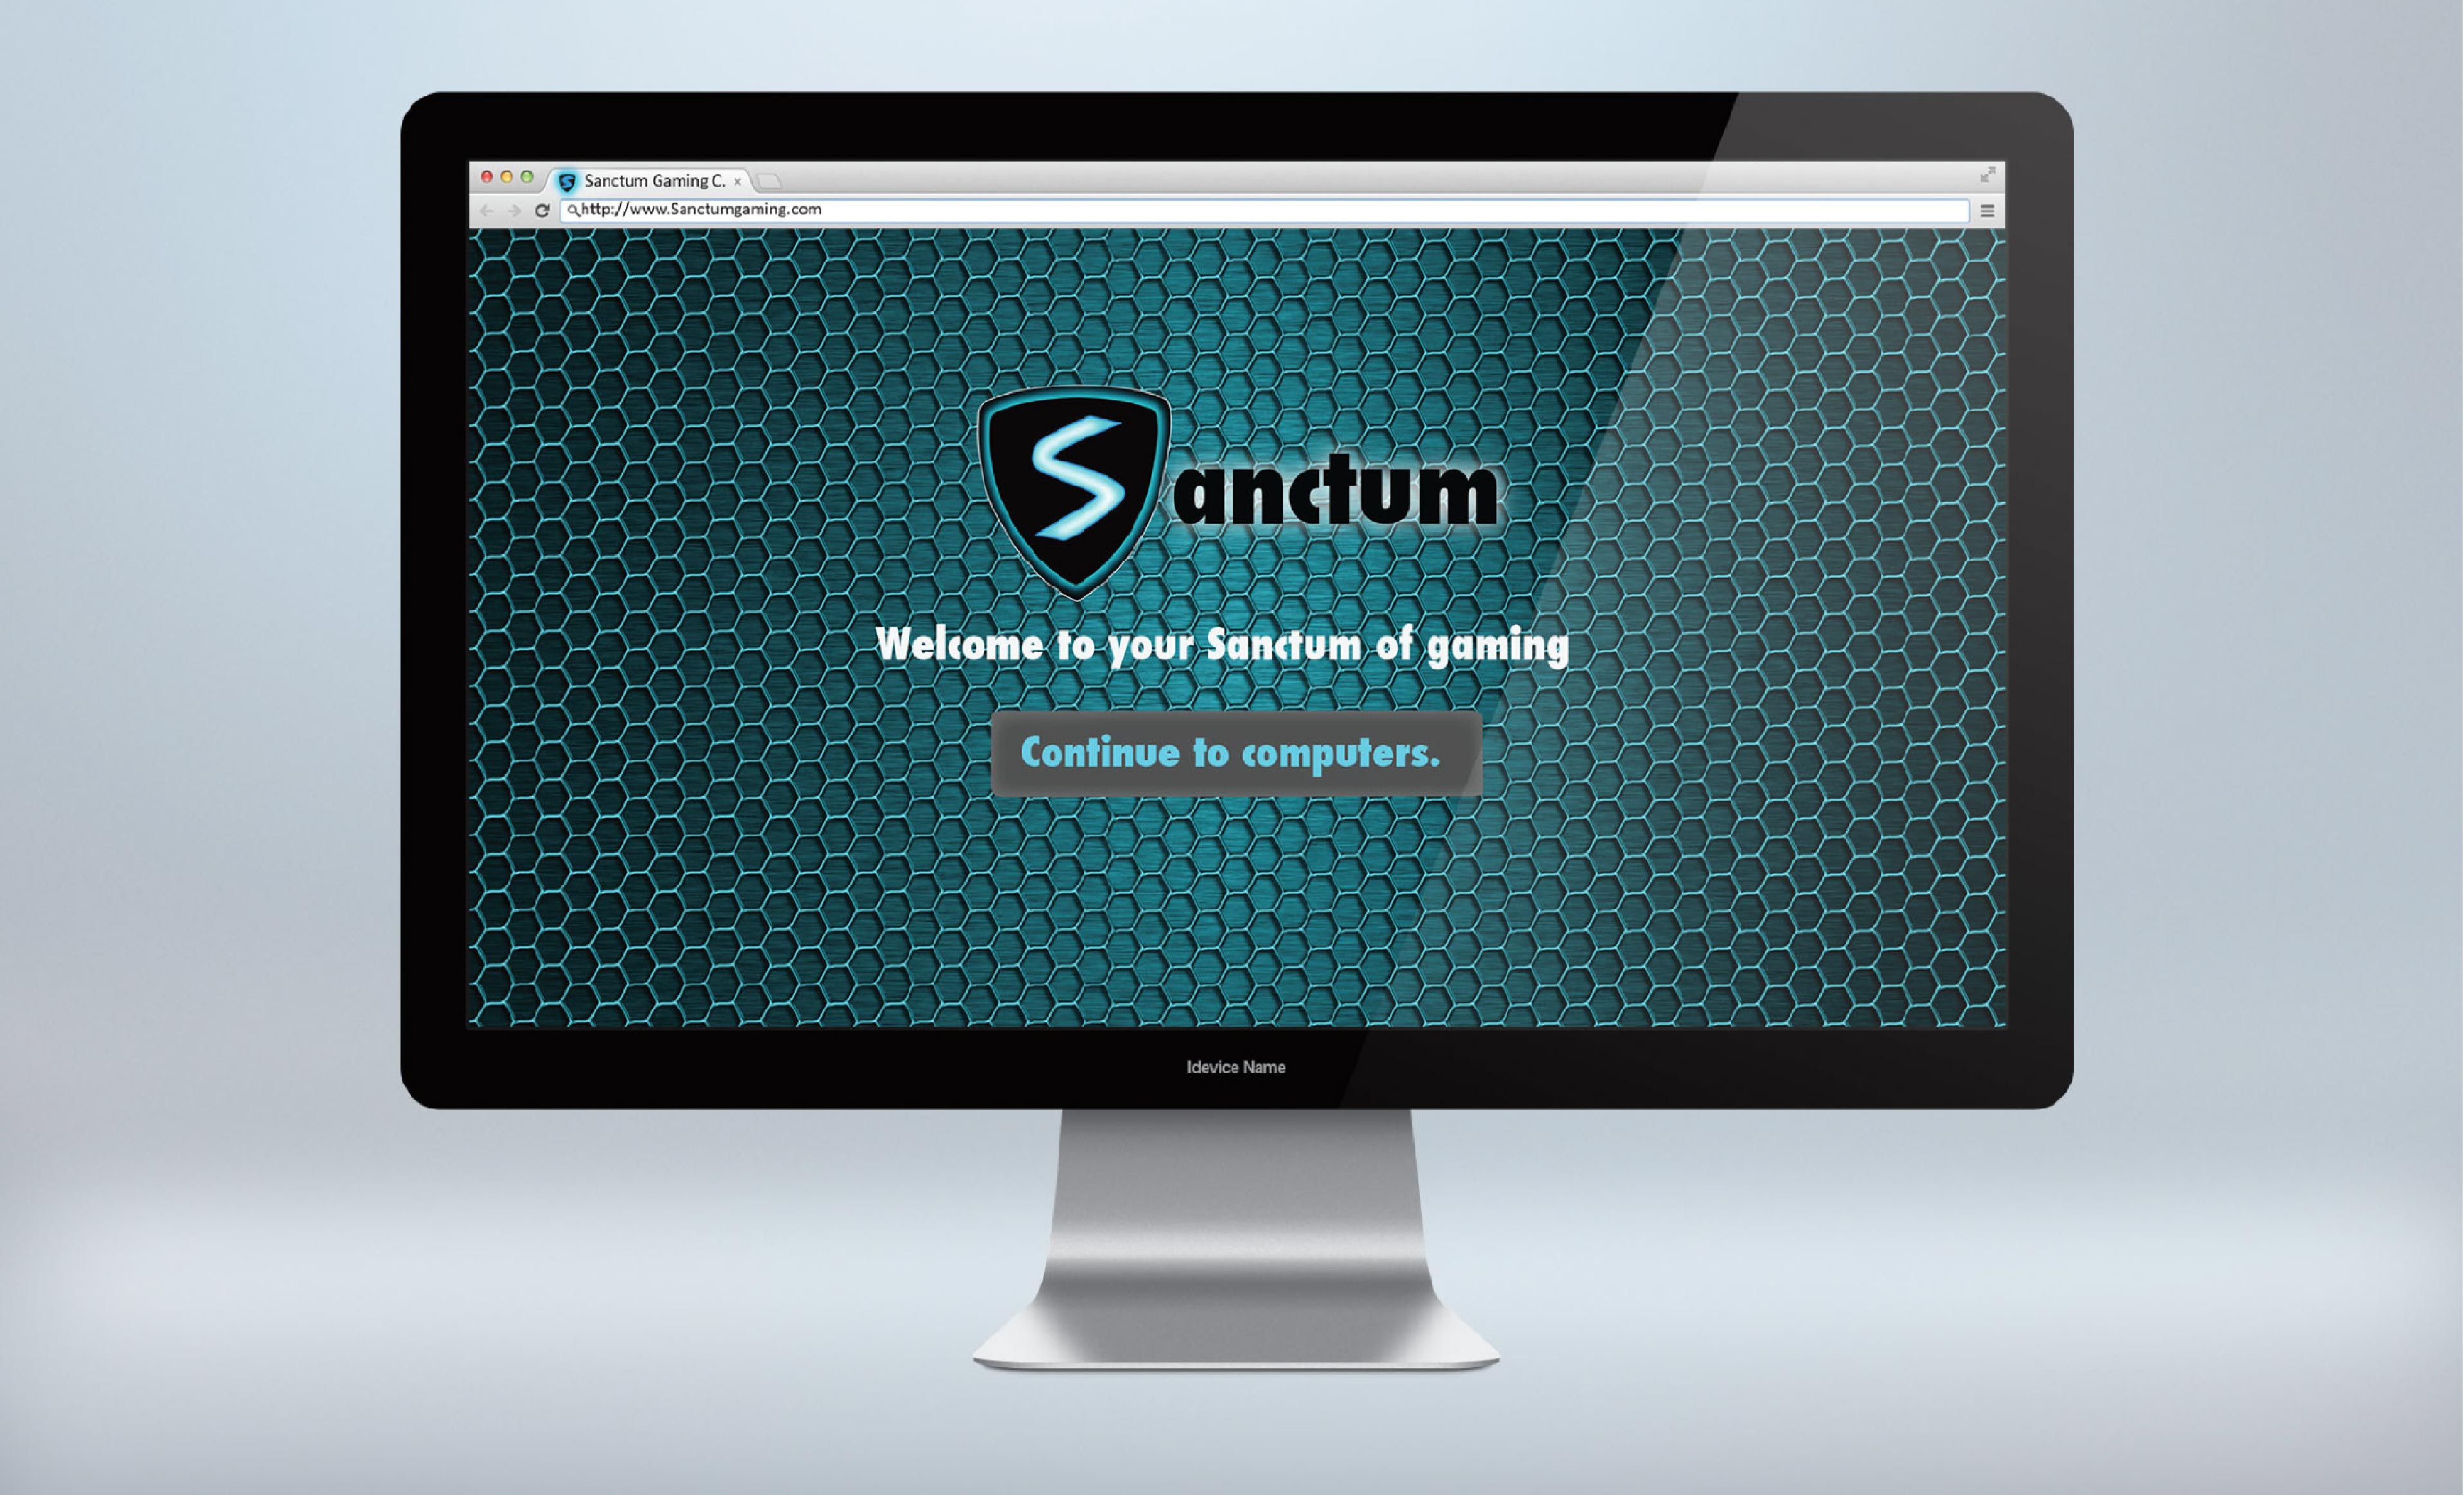 Sanctum Gaming C.
http://www.Sanctumgaming.com
Sanctum
Welcome to your Sanctum of gaming
Continue to computers.
Idevice Name